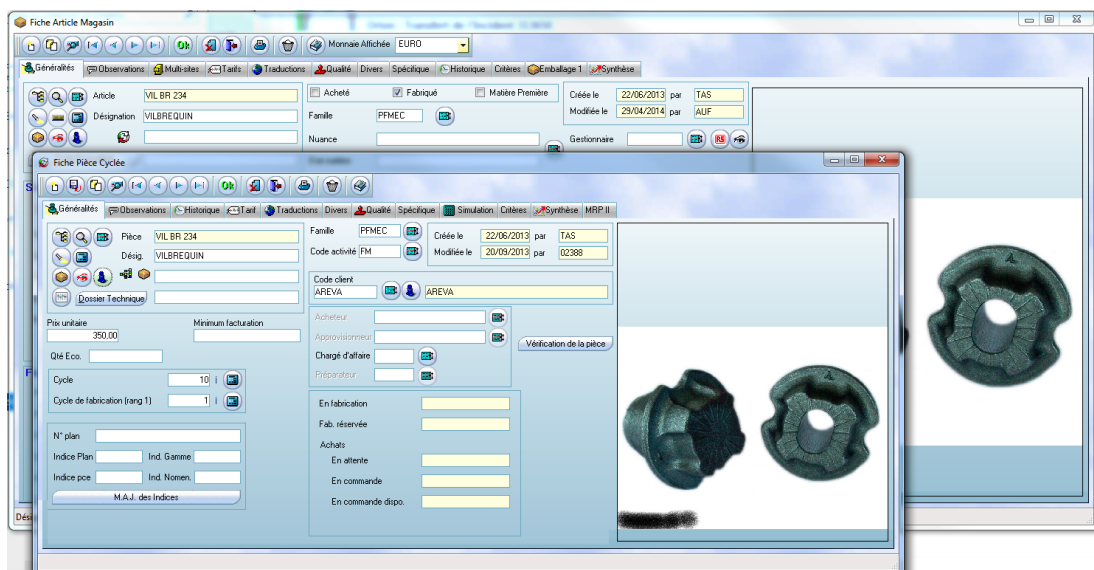 Fiche Article Magasin
Ok Monnaie Affichée EURO
Généralités Observations Multi-sites Tarifs Traductions Qualité Divers Spécifique Historique Critères Emballage 1 Synthèse
Article VIL BR 234
Désignation VILBREQUIN
Acheté Fabriqué Matière Première
Famille PFMEC
Nuance
Créée le 22/06/2013 par TAS
Modifiée le 29/04/2014 par AUF
Gestionnaire RS
Fiche Pièce Cyclée
Ok
Généralités Observations Historique Tarif Traductions Divers Qualité Spécifique Simulation Critères Synthèse MRP II
Pièce VIL BR 234
Désig. VILBREQUIN
Dossier Technique
Famille PFMEC
Code activité FM
Créée le 22/06/2013 par TAS
Modifiée le 20/09/2013 par 02388
Code client
AREVA AREVA
Prix unitaire Minimum facturation
350,00
Qté Eco.
Cycle 10 i
Cycle de fabrication (rang 1) 1 i
N° plan
Indice Plan Ind. Gamme
Indice pce Ind. Nomen.
M.A.J. des Indices
Acheteur
Approvisionneur
Chargé d'affaire
Préparateur
Vérification de la pièce
En fabrication
Fab. réservée
Achats
En attente
En commande
En commande dispo.